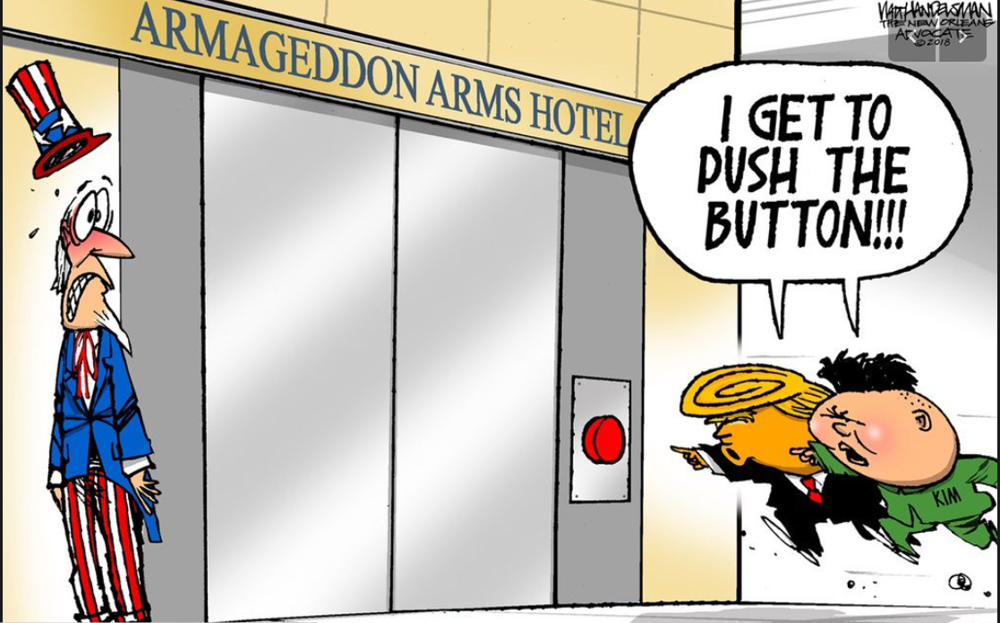 WALT HANDELSMAN
THE NEW ORLEANS
ADVOCATE
©2018
ARMAGEDDON ARMS HOTEL
I GET TO
PUSH THE
BUTTON!!!
KIM